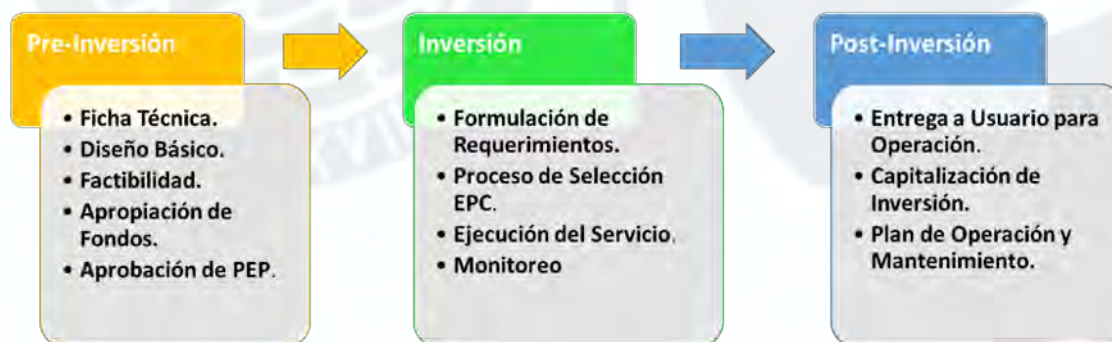 Pre-Inversión
• Ficha Técnica.
• Diseño Básico.
• Factibilidad.
• Apropiación de
Fondos.
• Aprobación de PEP.
Inversión
• Formulación de
Requerimientos.
• Proceso de Selección
EPC.
• Ejecución del Servicio.
• Monitoreo
Post-Inversión
• Entrega a Usuario para
Operación.
• Capitalización de
Inversión.
• Plan de Operación y
Mantenimiento.